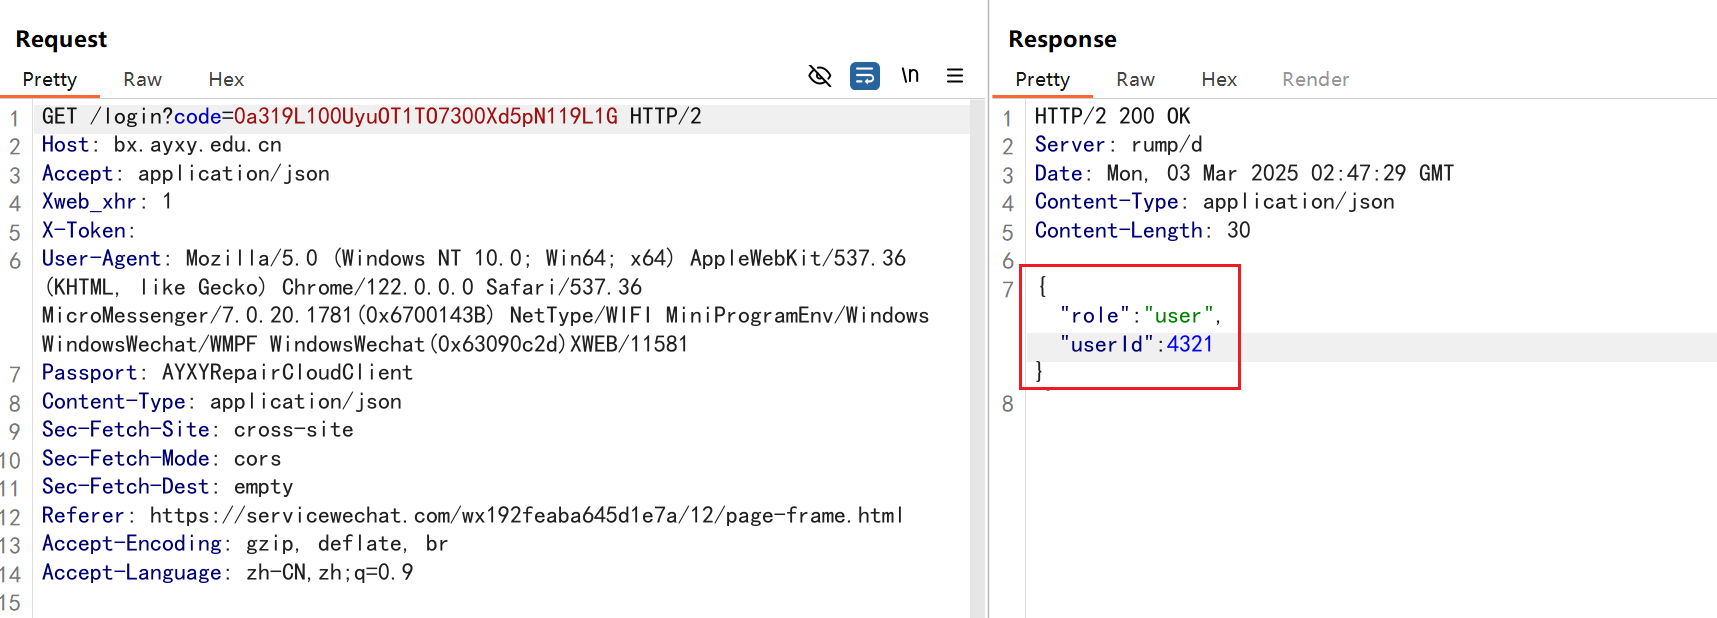 Request
Pretty Raw Hex
\n
1 GET /login?code=0a319L100Uyu0T1T07300Xd5pN119L1G HTTP/2
2 Host: bx.ayxy.edu.cn
3 Accept: application/json
4 Xweb_xhr: 1
5 X-Token:
6 User-Agent: Mozilla/5.0 (Windows NT 10.0; Win64; x64) AppleWebKit/537.36
(KHTML, like Gecko) Chrome/122.0.0.0 Safari/537.36
MicroMessenger/7.0.20.1781(0x6700143B) NetType/WIFI MiniProgramEnv/Windows
WindowsWechat/WMPF WindowsWechat(0x63090c2d)XWEB/11581
7 Passport: AYXYRepairCloudClient
8 Content-Type: application/json
9 Sec-Fetch-Site: cross-site
10 Sec-Fetch-Mode: cors
11 Sec-Fetch-Dest: empty
12 Referer: https://servicewechat.com/wx192feaba645d1e7a/12/page-frame.html
13 Accept-Encoding: gzip, deflate, br
14 Accept-Language: zh-CN,zh;q=0.9
15
Response
Pretty Raw Hex Render
1 HTTP/2 200 OK
2 Server: rump/d
3 Date: Mon, 03 Mar 2025 02:47:29 GMT
4 Content-Type: application/json
5 Content-Length: 30
6
7 {
"role":"user",
"userId":4321
}
8